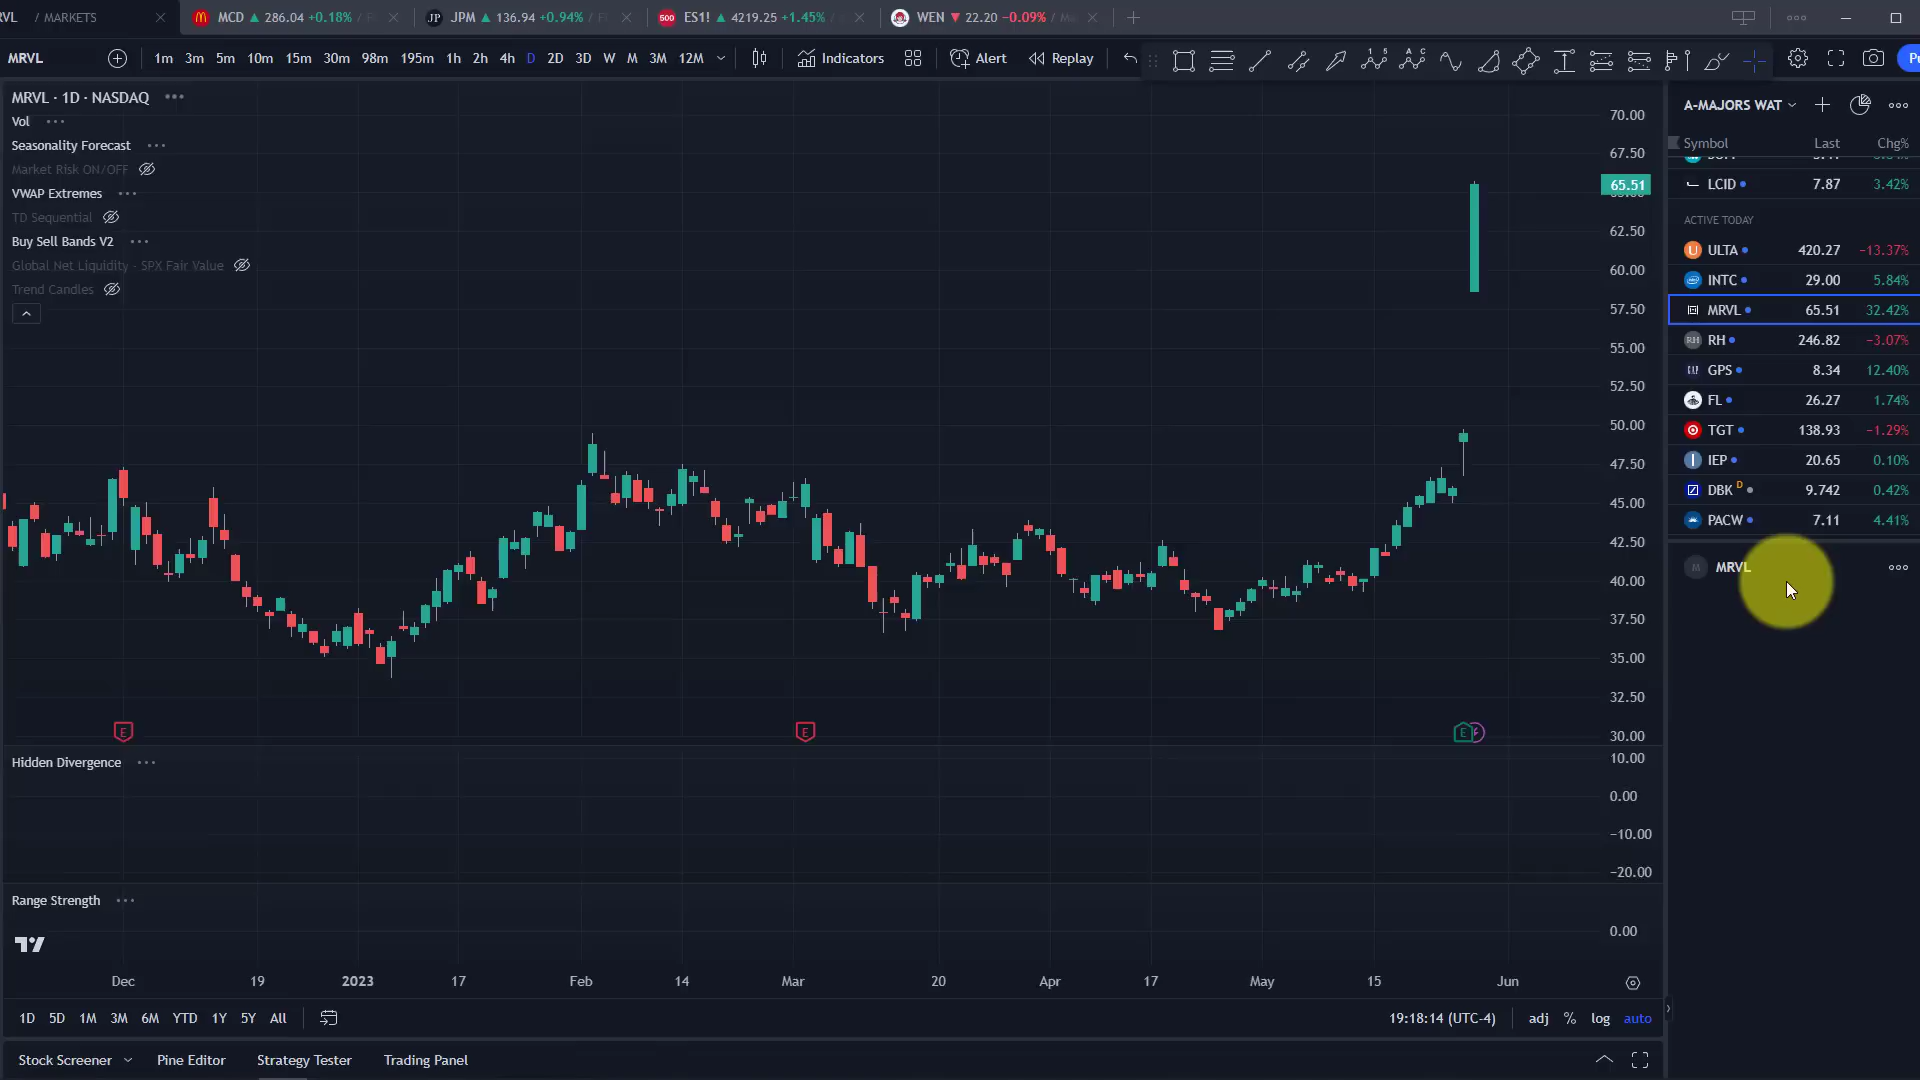 RVL / MARKETS
MCD 286.04 +0.18%
JPM 136.94 +0.94%
500 ES1! 4219.25 +1.45%
WEN 22.20 −0.09%
MRVL 1m 3m 5m 10m 15m 30m 98m 195m 1h 2h 4h D 2D 3D W M 3M 12M Indicators Alert Replay
MRVL · 1D · NASDAQ
Vol
Seasonality Forecast
Market Risk ON/OFF
VWAP Extremes
TD Sequential
Buy Sell Bands V2
Global Net Liquidity - SPX Fair Value
Trend Candles
70.00
67.50
65.51
62.50
60.00
57.50
55.00
52.50
50.00
47.50
45.00
42.50
40.00
37.50
35.00
32.50
30.00
E E E
Hidden Divergence
10.00
0.00
−10.00
−20.00
Range Strength
0.00
Dec 19 2023 17 Feb 14 Mar 20 Apr 17 May 15 Jun
1D 5D 1M 3M 6M YTD 1Y 5Y All 19:18:14 (UTC-4) adj % log auto
Stock Screener Pine Editor Strategy Tester Trading Panel
A-MAJORS WAT
Symbol Last Chg%
LCID 7.87 3.42%
ACTIVE TODAY
ULTA 420.27 −13.37%
INTC 29.00 5.84%
MRVL 65.51 32.42%
RH RH 246.82 −3.07%
GPS 8.34 12.40%
FL 26.27 1.74%
TGT 138.93 −1.29%
IEP 20.65 0.10%
DBK D 9.742 0.42%
PACW 7.11 4.41%
M MRVL